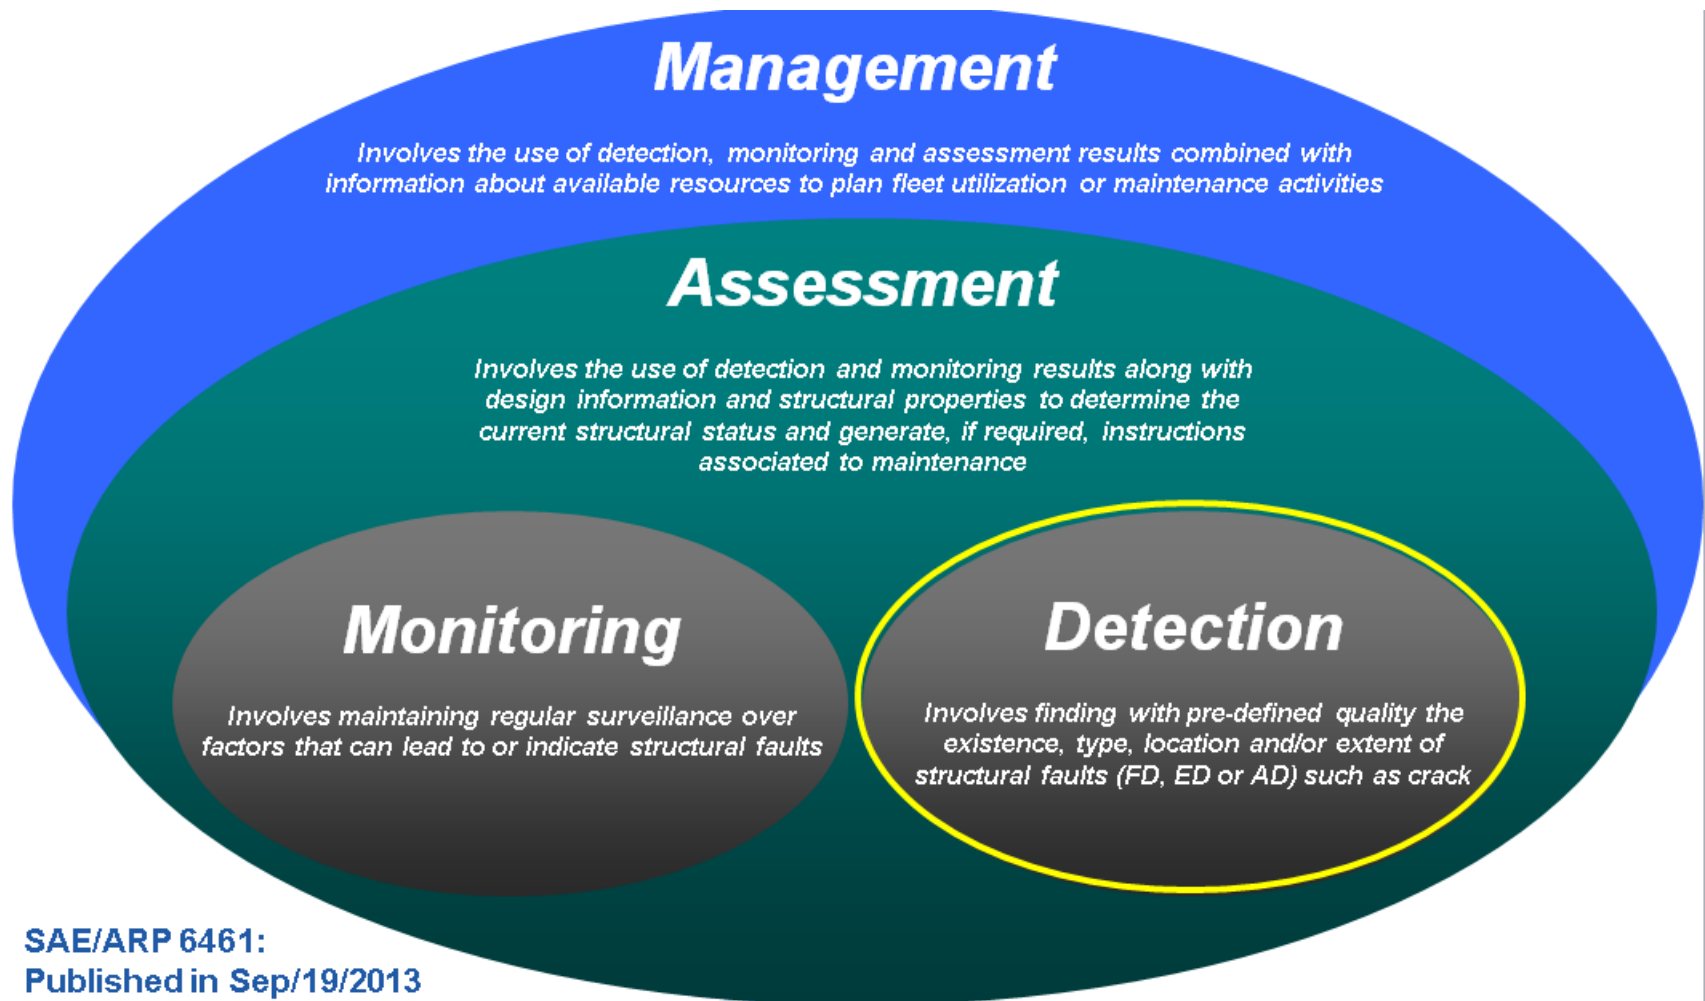 Management
Involves the use of detection, monitoring and assessment results combined with
information about available resources to plan fleet utilization or maintenance activities
Assessment
Involves the use of detection and monitoring results along with
design information and structural properties to determine the
current structural status and generate, if required, instructions
associated to maintenance
Monitoring
Involves maintaining regular surveillance over
factors that can lead to or indicate structural faults
Detection
Involves finding with pre-defined quality the
existence, type, location and/or extent of
structural faults (FD, ED or AD) such as crack
SAE/ARP 6461:
Published in Sep/19/2013